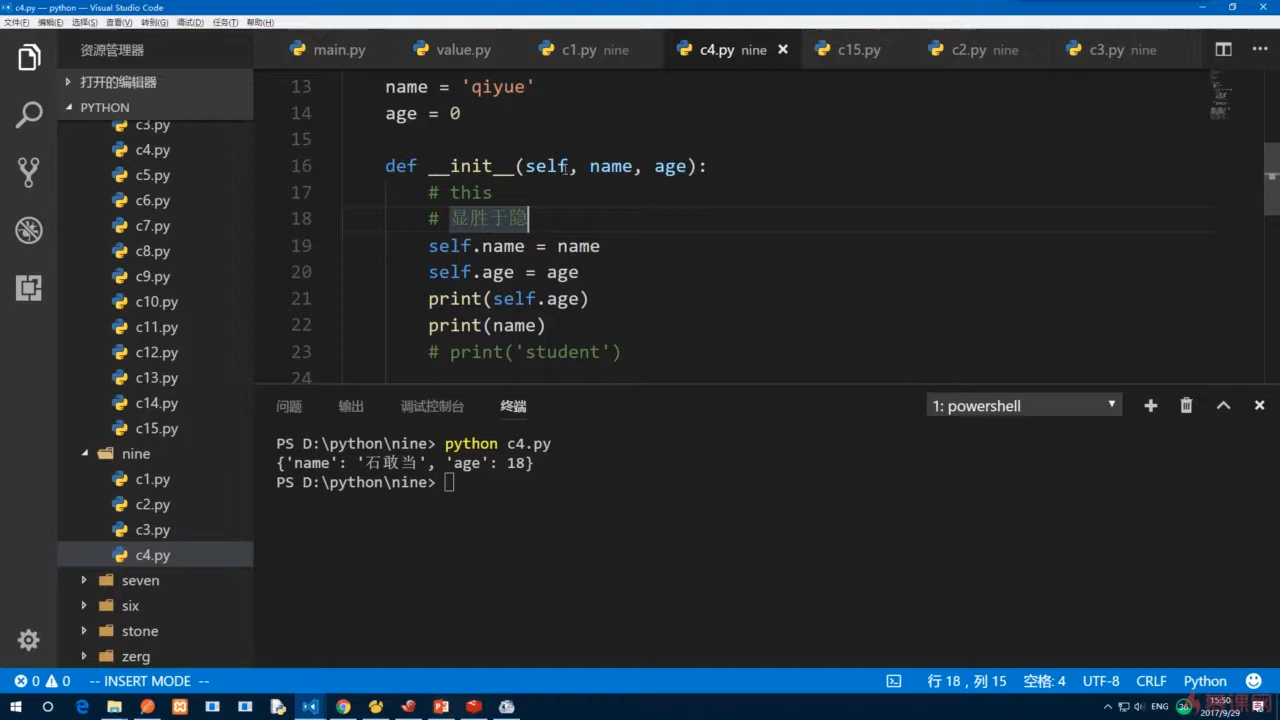 c4.py — python — Visual Studio Code
文件(F) 编辑(E) 选择(S) 查看(V) 转到(G) 调试(D) 任务(T) 帮助(H)
资源管理器
main.py value.py c1.py nine c4.py nine c15.py c2.py nine c3.py nine
打开的编辑器
PYTHON
c3.py
c4.py
c5.py
c6.py
c7.py
c8.py
c9.py
c10.py
c11.py
c12.py
c13.py
c14.py
c15.py
nine
c1.py
c2.py
c3.py
c4.py
seven
six
stone
zerg
13 name = 'qiyue'
14 age = 0
15
16 def __init__(self, name, age):
17 # this
18 # 显胜于隐
19 self.name = name
20 self.age = age
21 print(self.age)
22 print(name)
23 # print('student')
24
问题 输出 调试控制台 终端 1: powershell
PS D:\python\nine> python c4.py
{'name': '石敢当', 'age': 18}
PS D:\python\nine>
0 0 -- INSERT MODE -- 行 18，列 15 空格: 4 UTF-8 CRLF Python
ENG 36 15:50
2017/9/29